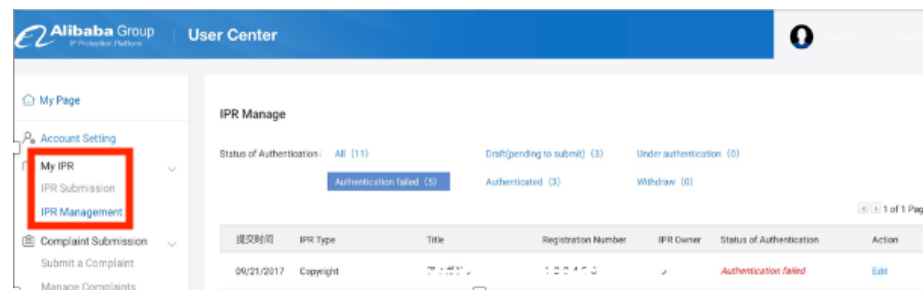 Alibaba Group
IP Protection Platform
User Center
My Page
Account Setting
My IPR
IPR Submission
IPR Management
Complaint Submission
Submit a Complaint
Manage Complaints
IPR Manage
Status of Authentication: All (11) Draft(pending to submit) (3) Under authentication (0)
Authentication failed (5) Authenticated (3) Withdraw (0)
1 of 1 Pag
提交时间 IPR Type Title Registration Number IPR Owner Status of Authentication Action
09/21/2017 Copyright Authentication failed Edit